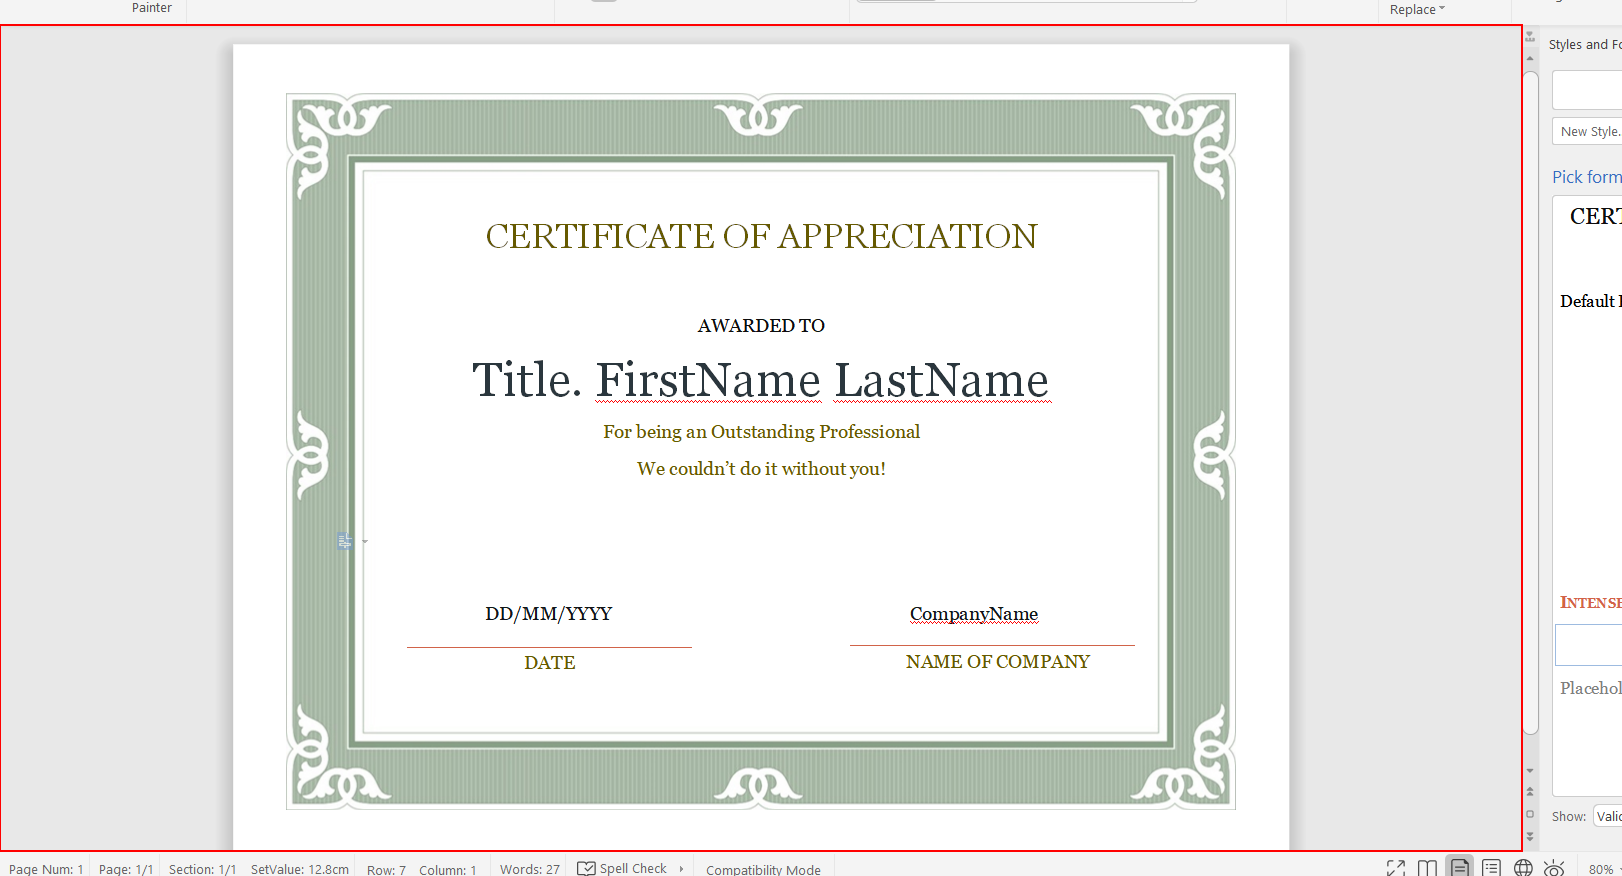 Painter
Replace
Styles and Fo
New Style.
Pick form
CERT
Default
INTENSE
Placehol
Show: Valid
CERTIFICATE OF APPRECIATION
AWARDED TO
Title. FirstName LastName
For being an Outstanding Professional
We couldn't do it without you!
DD/MM/YYYY
CompanyName
DATE
NAME OF COMPANY
Page Num: 1 Page: 1/1 Section: 1/1 SetValue: 12.8cm Row: 7 Column: 1 Words: 27 Spell Check Compatibility Mode 80%